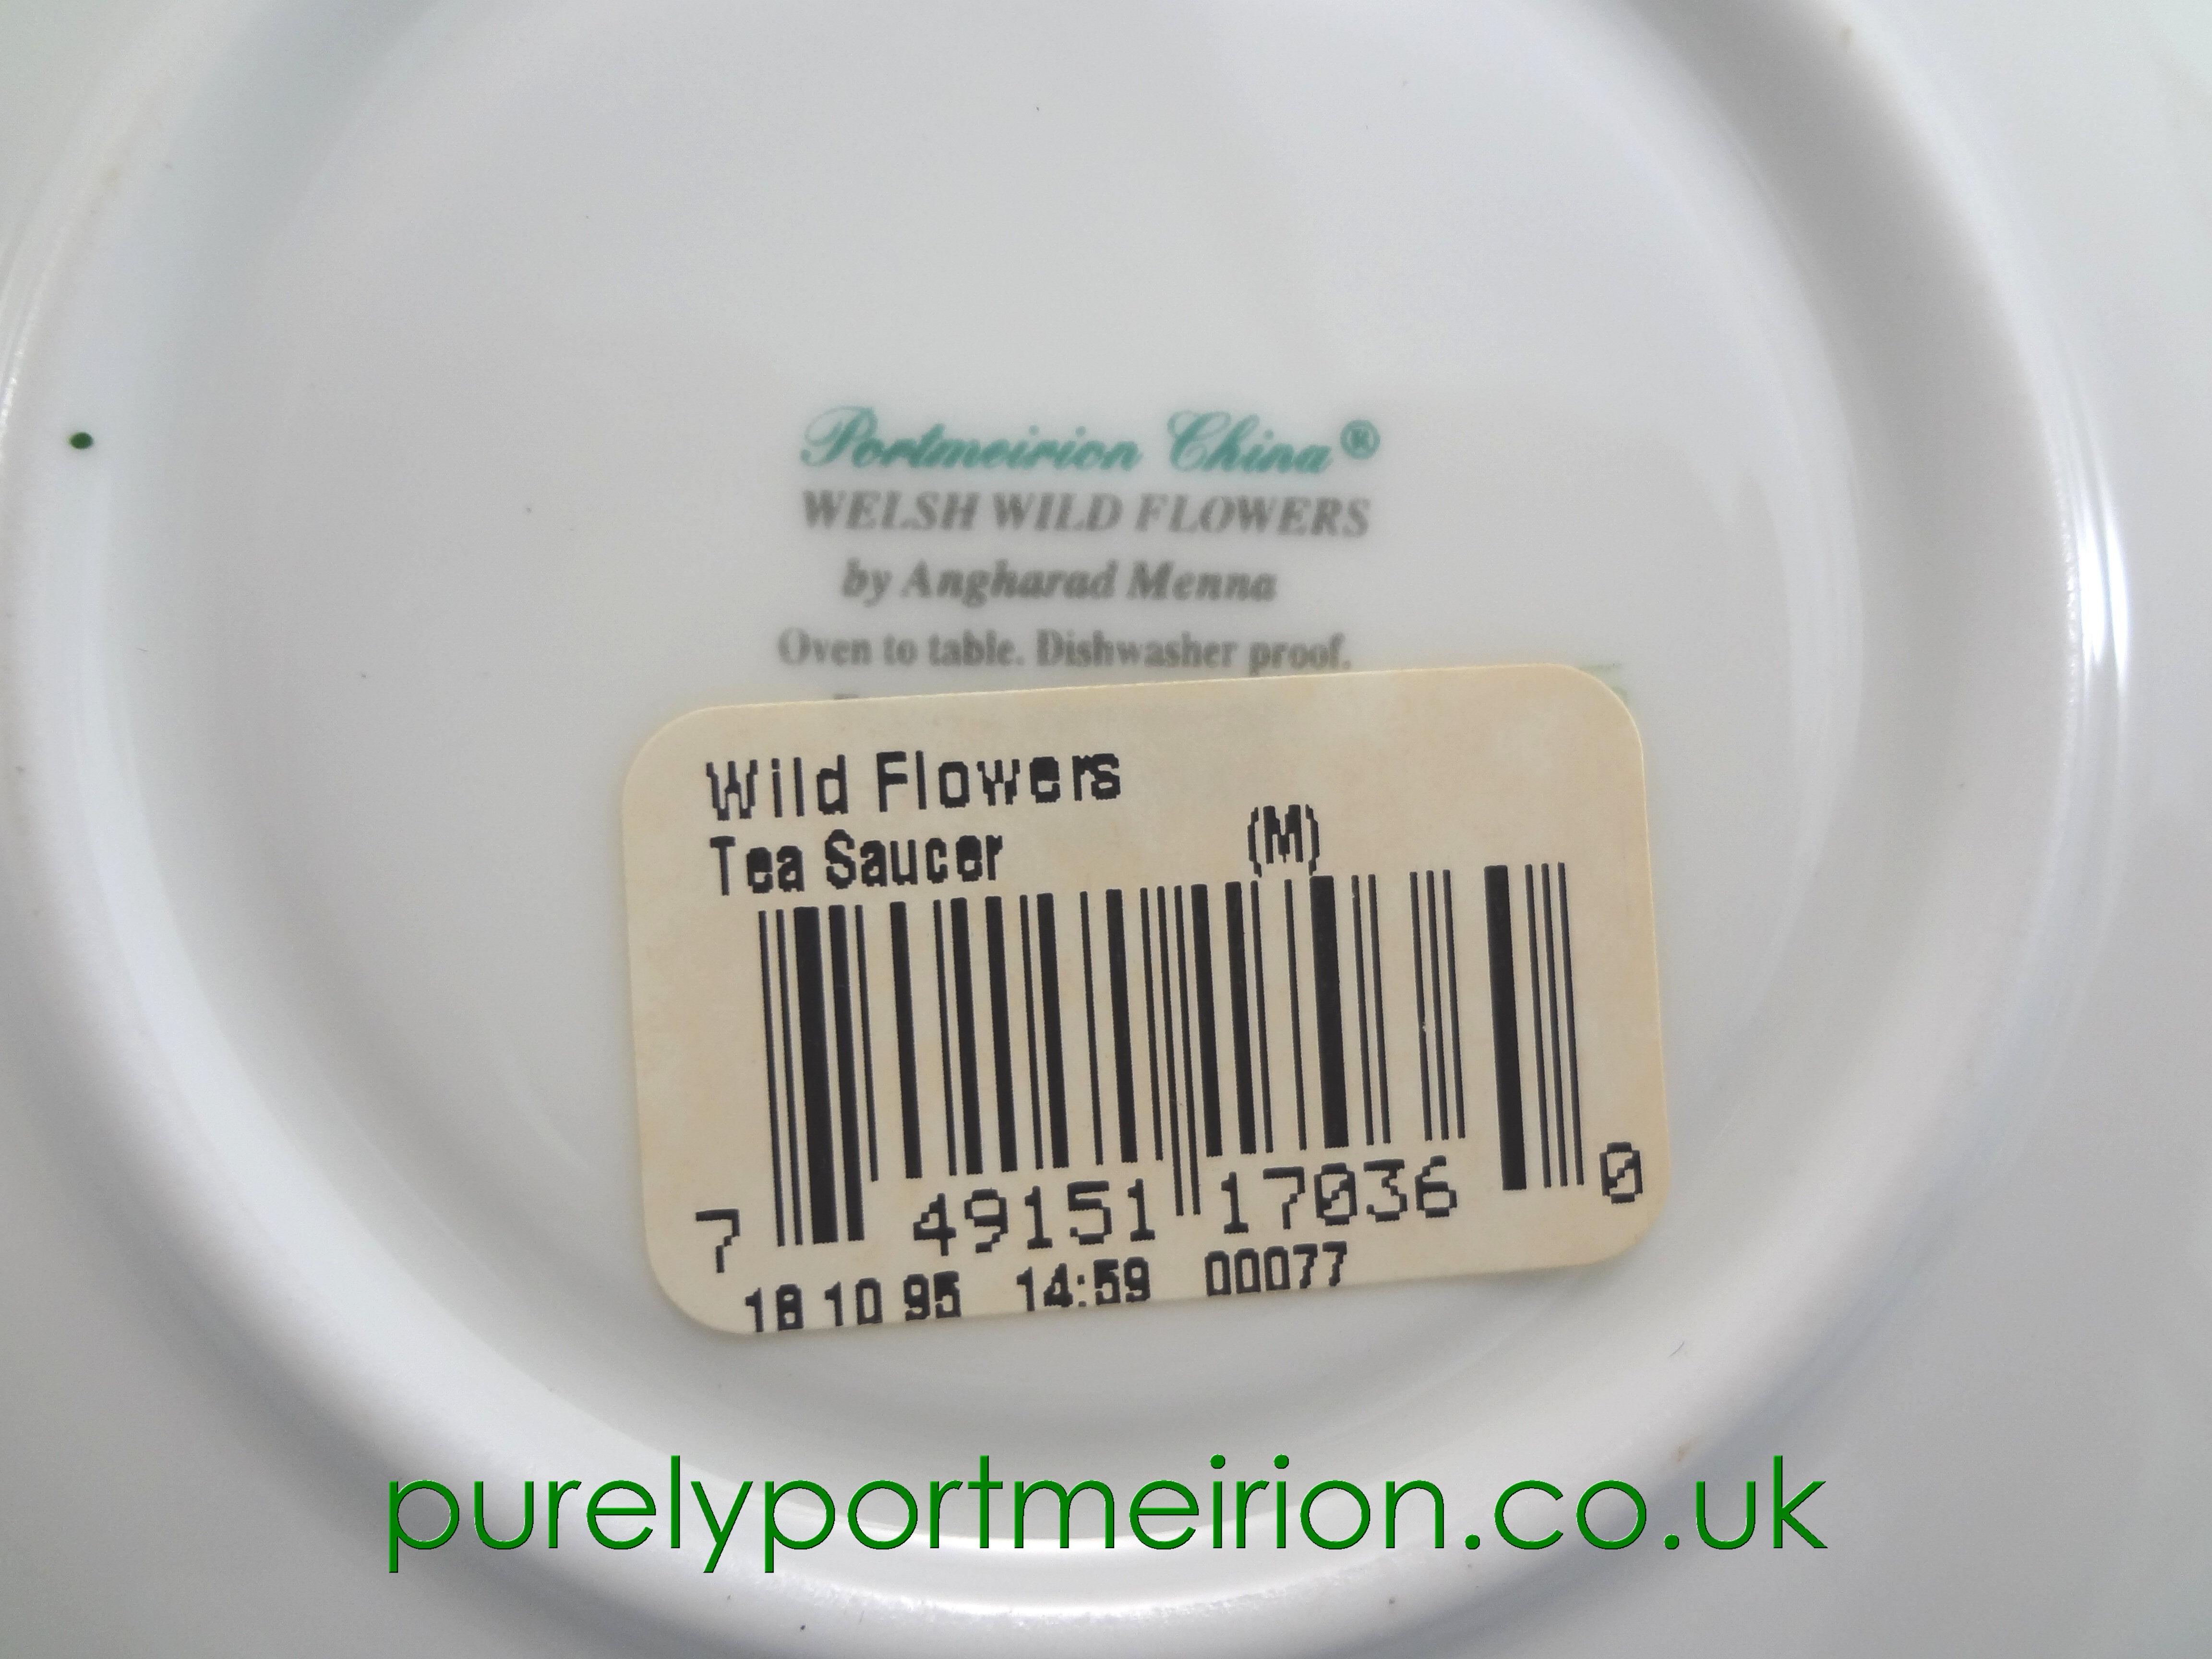 Portmeirion China®
WELSH WILD FLOWERS
by Angharad Menna
Oven to table. Dishwasher proof.
Wild Flowers
Tea Saucer (M)
7 49151 17036 0
18 10 95 14:59 00077
purelyportmeirion.co.uk